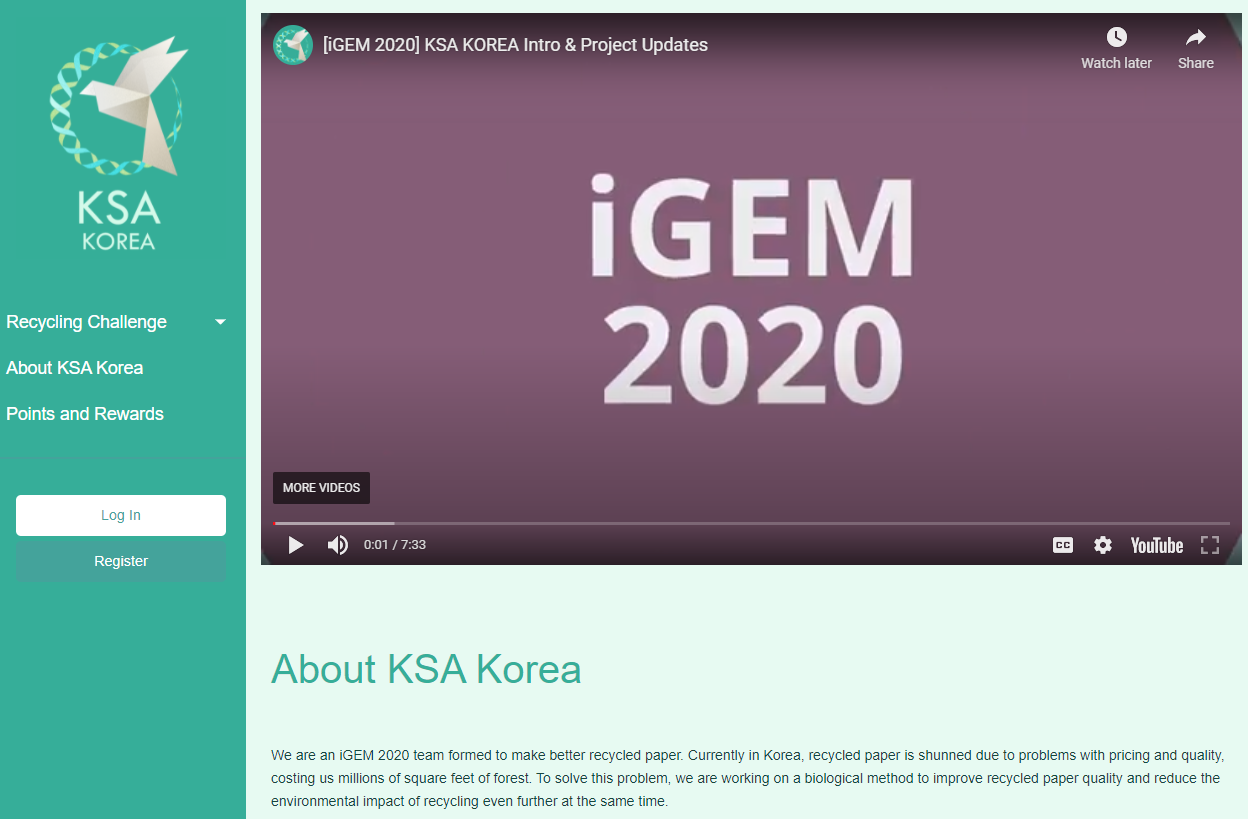 KSA
KOREA
Recycling Challenge
About KSA Korea
Points and Rewards
Log In
Register
[iGEM 2020] KSA KOREA Intro & Project Updates
Watch later
Share
iGEM
2020
MORE VIDEOS
0:01 / 7:33
CC
YouTube
About KSA Korea
We are an iGEM 2020 team formed to make better recycled paper. Currently in Korea, recycled paper is shunned due to problems with pricing and quality,
costing us millions of square feet of forest. To solve this problem, we are working on a biological method to improve recycled paper quality and reduce the
environmental impact of recycling even further at the same time.